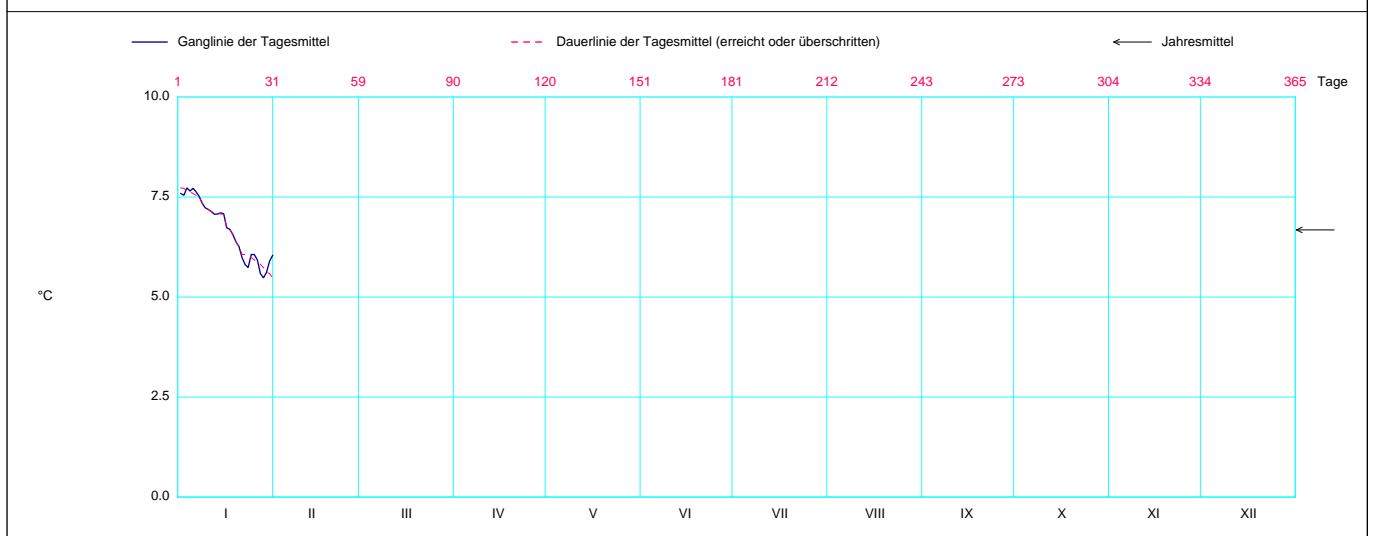 Ganglinie der Tagesmittel Dauerlinie der Tagesmittel (erreicht oder überschritten) Jahresmittel
1 31 59 90 120 151 181 212 243 273 304 334 365 Tage
10.0
7.5
5.0
°C
2.5
0.0
I II III IV V VI VII VIII IX X XI XII